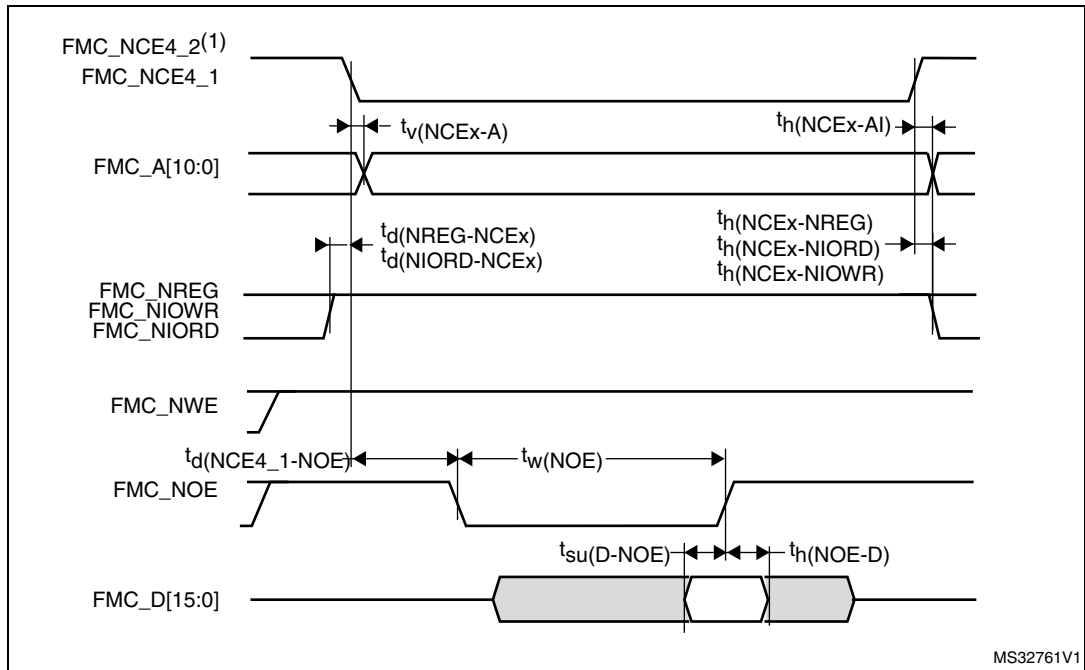 FMC_NCE4_2(1)
FMC_NCE4_1
tv(NCEx-A)
th(NCEx-AI)
FMC_A[10:0]
td(NREG-NCEx)
td(NIORD-NCEx)
th(NCEx-NREG)
th(NCEx-NIORD)
th(NCEx-NIOWR)
FMC_NREG
FMC_NIOWR
FMC_NIORD
FMC_NWE
td(NCE4_1-NOE)
tw(NOE)
FMC_NOE
tsu(D-NOE)
th(NOE-D)
FMC_D[15:0]
MS32761V1